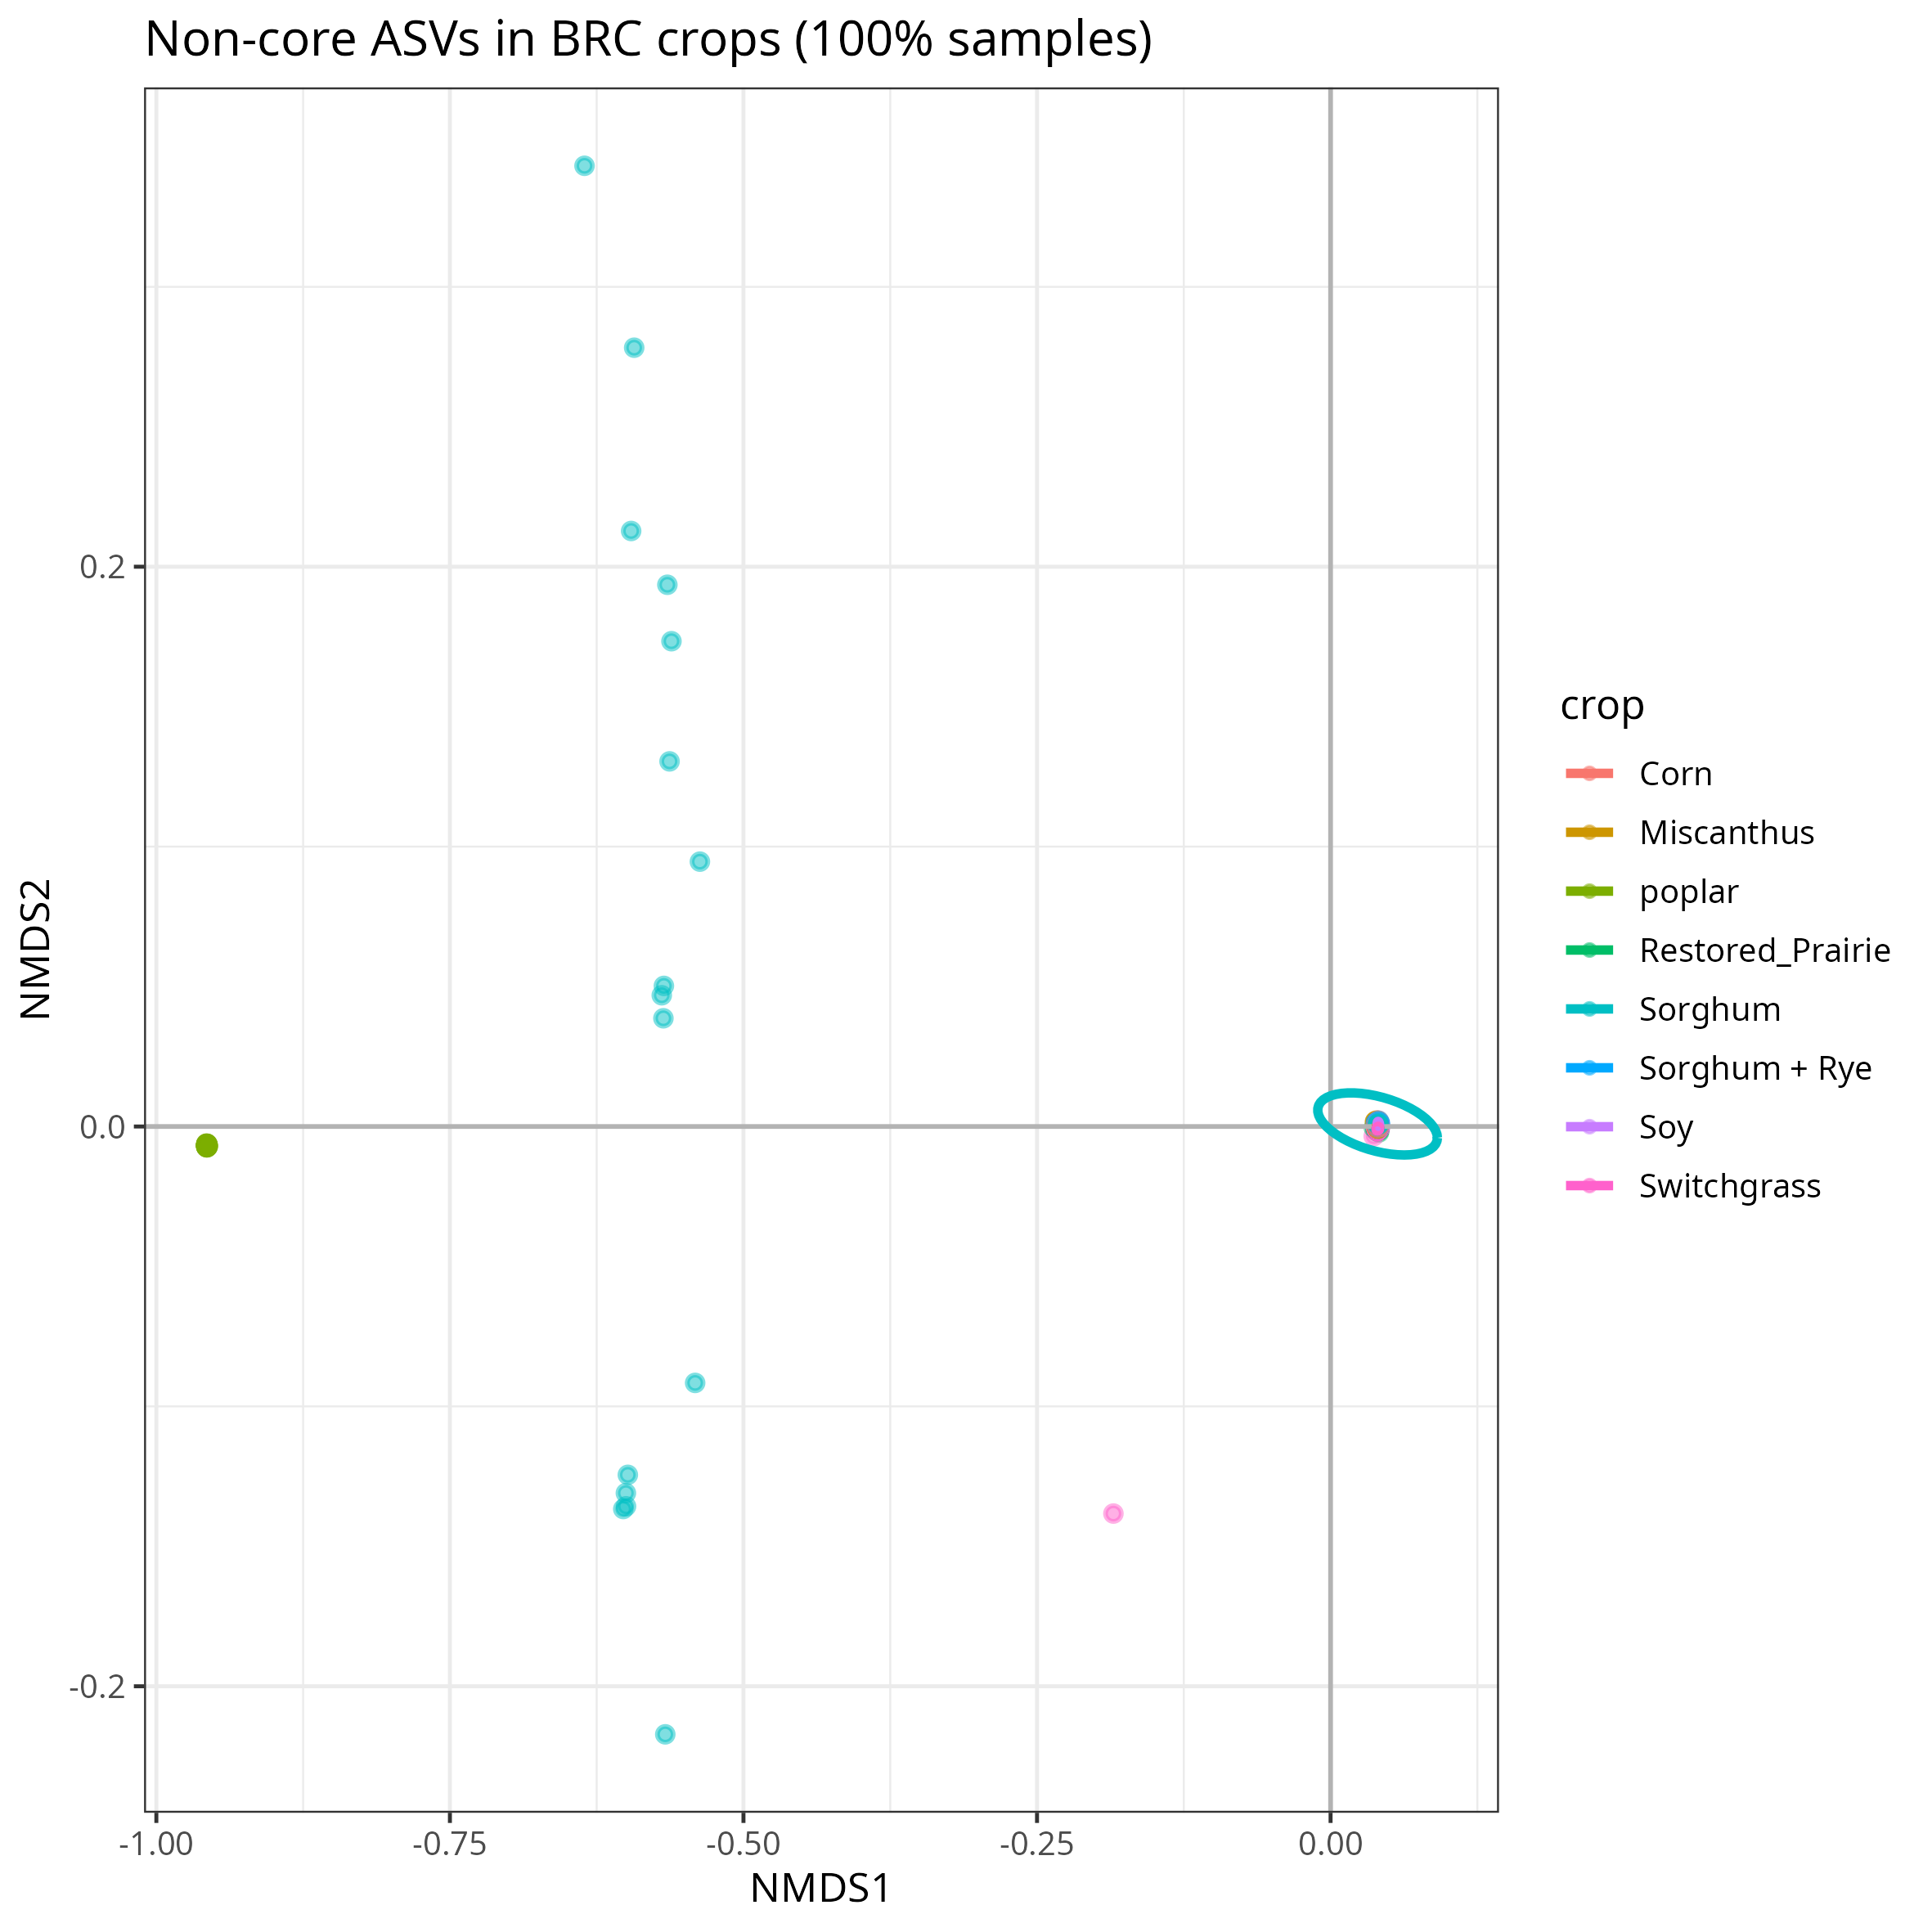 Non-core ASVs in BRC crops (100% samples)
NMDS2
0.2
0.0
-0.2
-1.00
-0.75
-0.50
-0.25
0.00
NMDS1
crop
Corn
Miscanthus
poplar
Restored_Prairie
Sorghum
Sorghum + Rye
Soy
Switchgrass